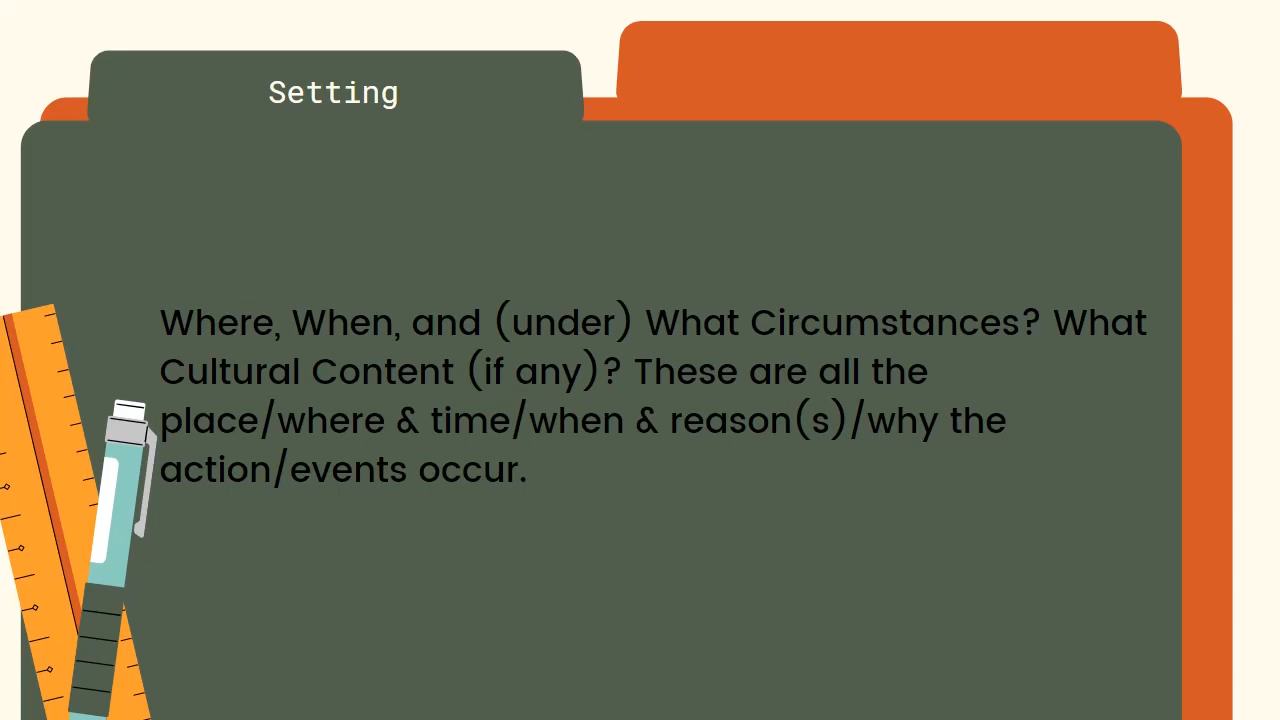 Setting
Where, When, and (under) What Circumstances? What
Cultural Content (if any)? These are all the
place/where & time/when & reason(s)/why the
action/events occur.